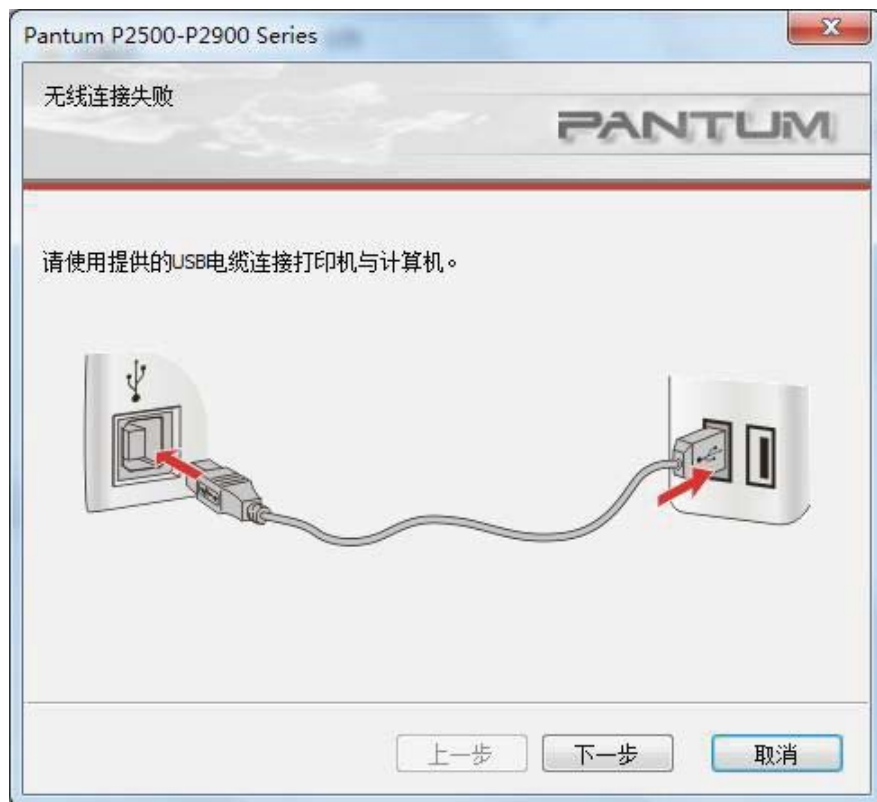 Pantum P2500-P2900 Series
无线连接失败
PANTUM
请使用提供的USB电缆连接打印机与计算机。
上一步
下一步
取消